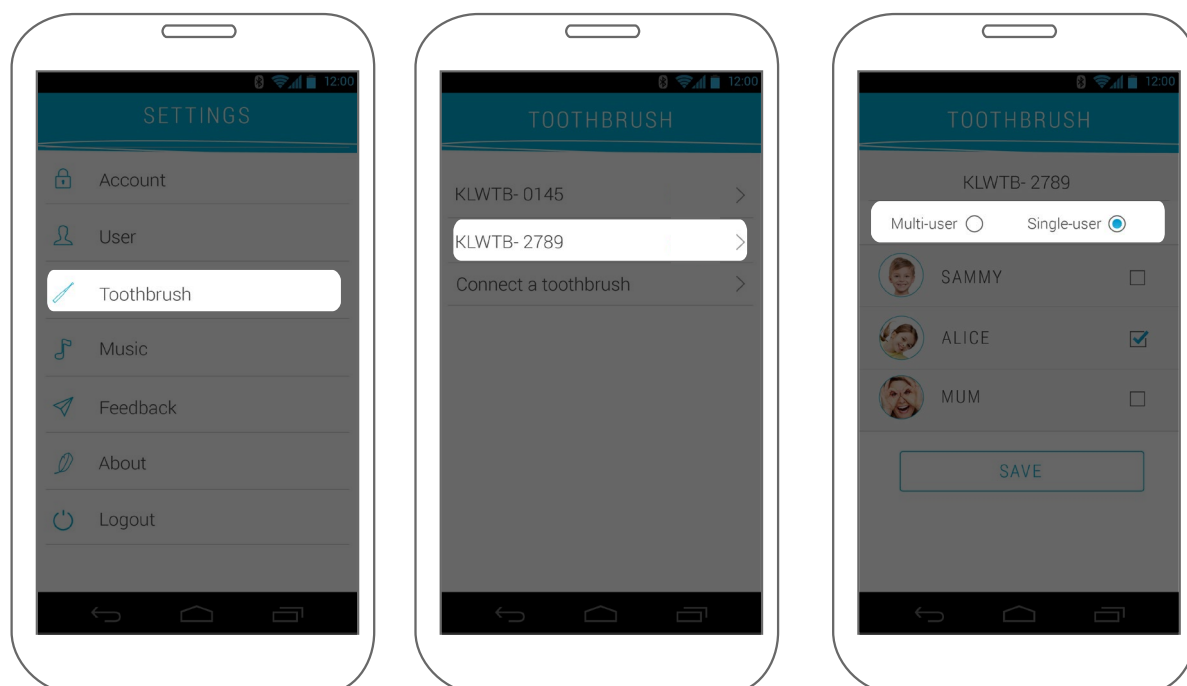 12:00
SETTINGS
Account
User
Toothbrush
Music
Feedback
About
Logout
12:00
TOOTHBRUSH
KLWTB- 0145
KLWTB- 2789
Connect a toothbrush
12:00
TOOTHBRUSH
KLWTB- 2789
Multi-user Single-user
SAMMY
ALICE
MUM
SAVE